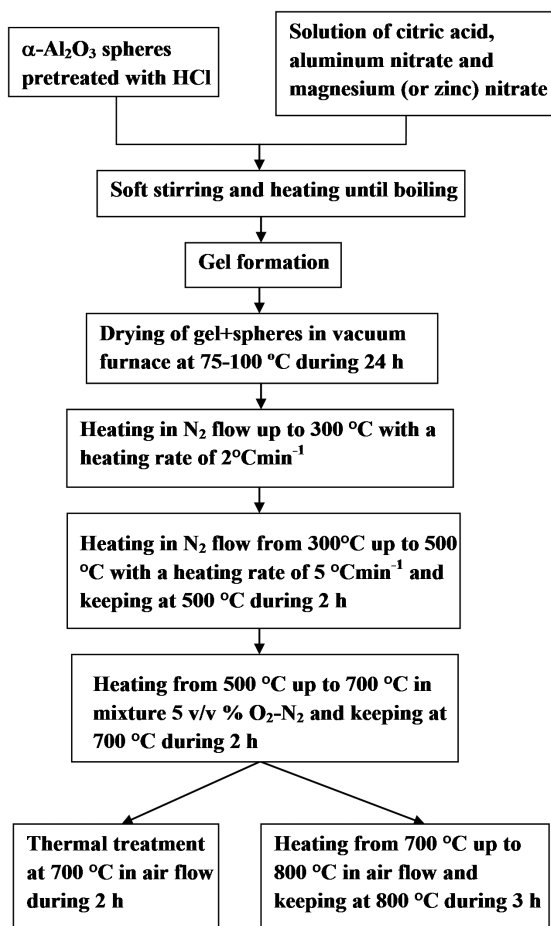 α-Al₂O₃ spheres
pretreated with HCl
Solution of citric acid,
aluminum nitrate and
magnesium (or zinc) nitrate
Soft stirring and heating until boiling
Gel formation
Drying of gel+spheres in vacuum
furnace at 75-100 ºC during 24 h
Heating in N₂ flow up to 300 °C with a
heating rate of 2°Cmin⁻¹
Heating in N₂ flow from 300°C up to 500
°C with a heating rate of 5 °Cmin⁻¹ and
keeping at 500 °C during 2 h
Heating from 500 °C up to 700 °C in
mixture 5 v/v % O₂-N₂ and keeping at
700 °C during 2 h
Thermal treatment
at 700 °C in air flow
during 2 h
Heating from 700 °C up to
800 °C in air flow and
keeping at 800 °C during 3 h